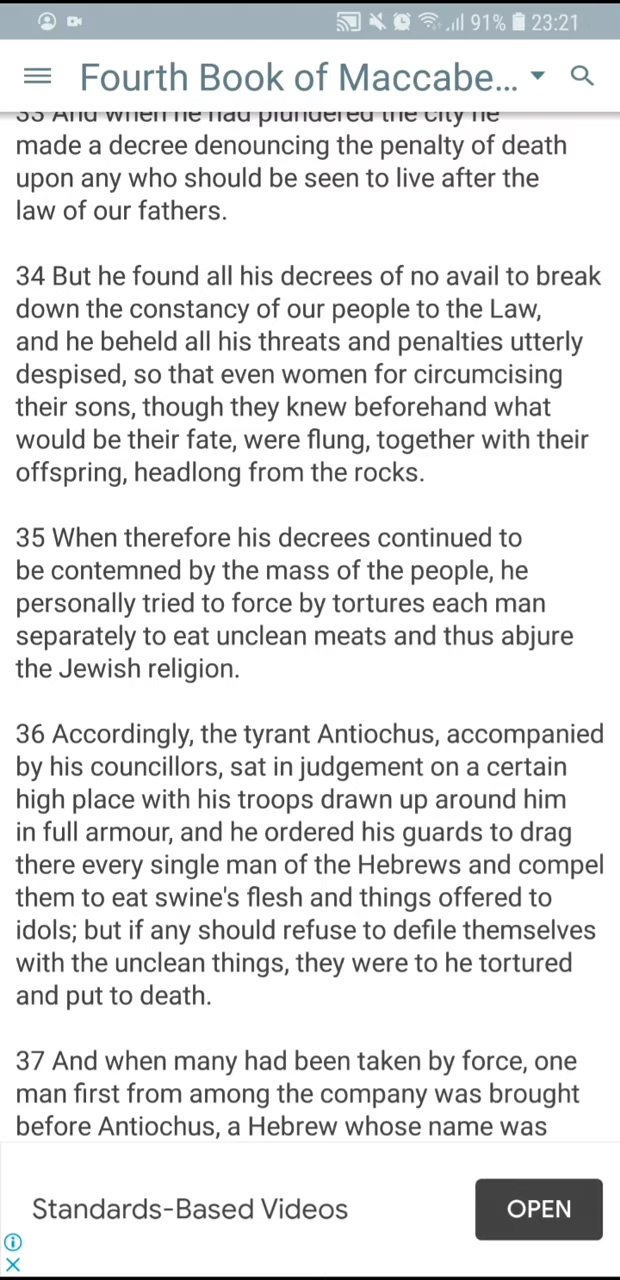 91% 23:21
Fourth Book of Maccabe...
33 And when he had plundered the city he
made a decree denouncing the penalty of death
upon any who should be seen to live after the
law of our fathers.
34 But he found all his decrees of no avail to break
down the constancy of our people to the Law,
and he beheld all his threats and penalties utterly
despised, so that even women for circumcising
their sons, though they knew beforehand what
would be their fate, were flung, together with their
offspring, headlong from the rocks.
35 When therefore his decrees continued to
be contemned by the mass of the people, he
personally tried to force by tortures each man
separately to eat unclean meats and thus abjure
the Jewish religion.
36 Accordingly, the tyrant Antiochus, accompanied
by his councillors, sat in judgement on a certain
high place with his troops drawn up around him
in full armour, and he ordered his guards to drag
there every single man of the Hebrews and compel
them to eat swine's flesh and things offered to
idols; but if any should refuse to defile themselves
with the unclean things, they were to he tortured
and put to death.
37 And when many had been taken by force, one
man first from among the company was brought
before Antiochus, a Hebrew whose name was
Standards-Based Videos
OPEN